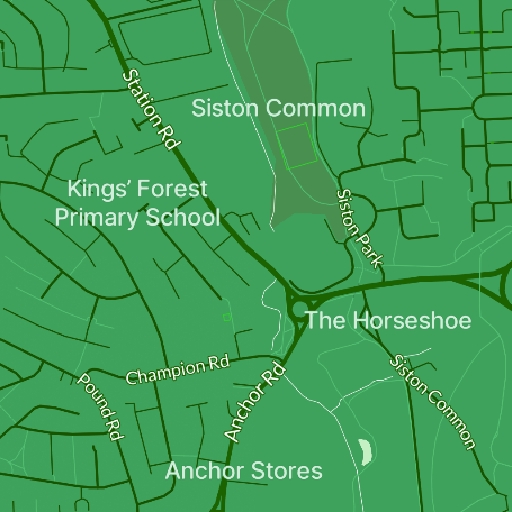 Station Rd
Siston Common
Kings’ Forest
Primary School
Siston Park
The Horseshoe
Champion Rd
Siston Common
Pound Rd
Anchor Rd
Anchor Stores